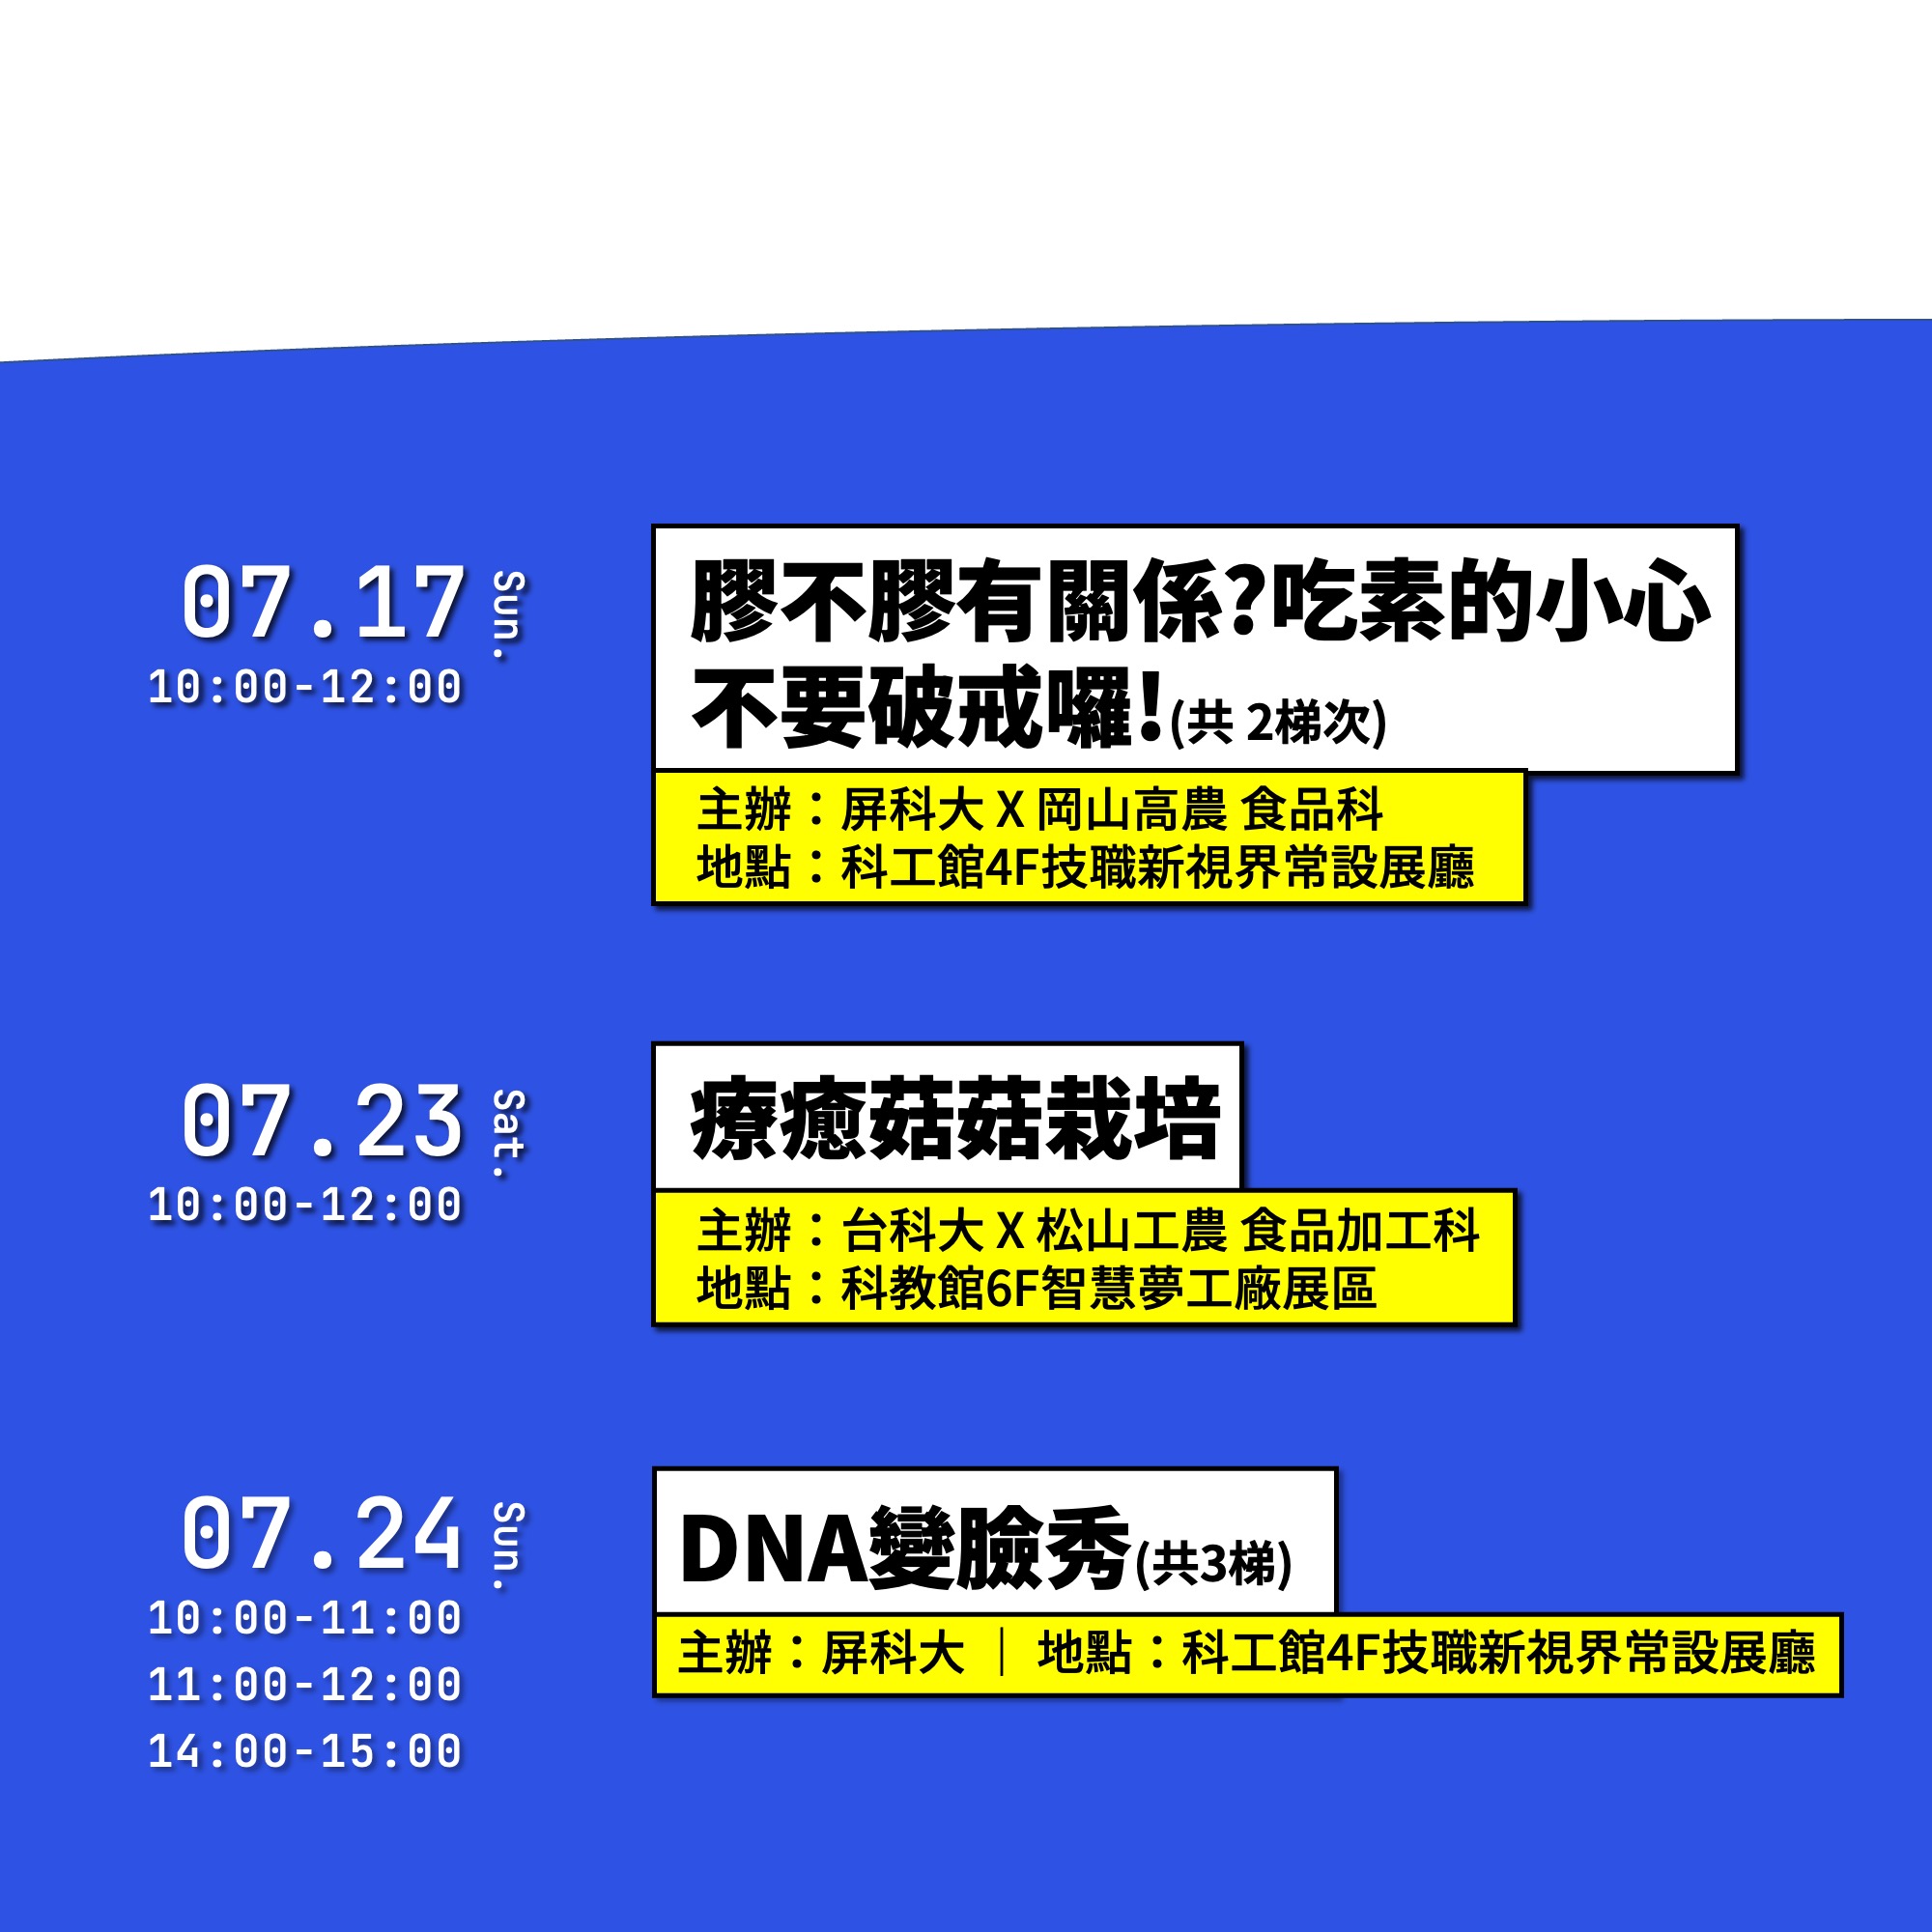 07.17 Sun.
10:00-12:00
膠不膠有關係?吃素的小心
不要破戒囉!(共 2梯次)
主辦：屏科大 X 岡山高農 食品科
地點：科工館4F技職新視界常設展廳
07.23 Sat.
10:00-12:00
療癒菇菇栽培
主辦：台科大 X 松山工農 食品加工科
地點：科教館6F智慧夢工廠展區
07.24 Sun.
10:00-11:00
11:00-12:00
14:00-15:00
DNA變臉秀(共3梯)
主辦：屏科大 ｜ 地點：科工館4F技職新視界常設展廳